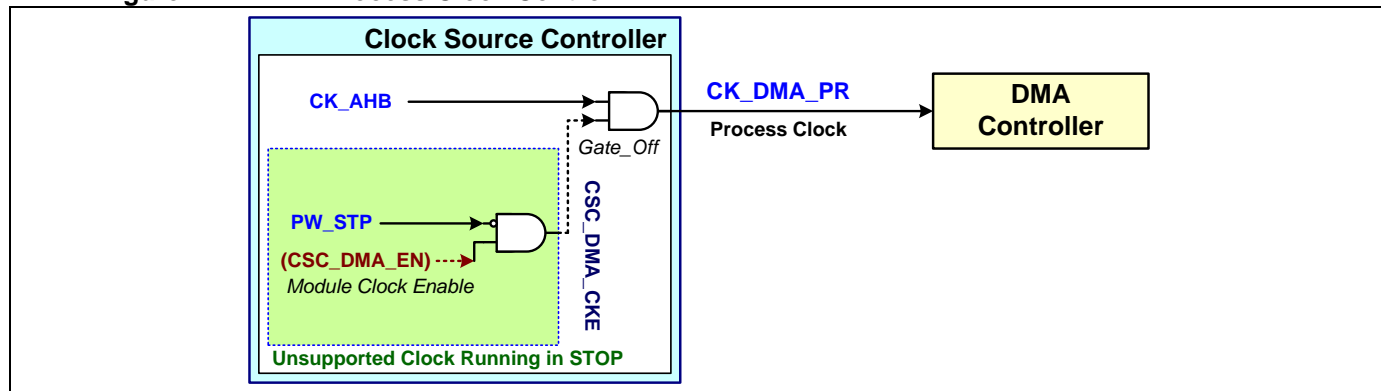 Clock Source Controller
CK_AHB
CK_DMA_PR
DMA
Controller
Process Clock
Gate_Off
PW_STP
(CSC_DMA_EN)
Module Clock Enable
CSC_DMA_CKE
Unsupported Clock Running in STOP